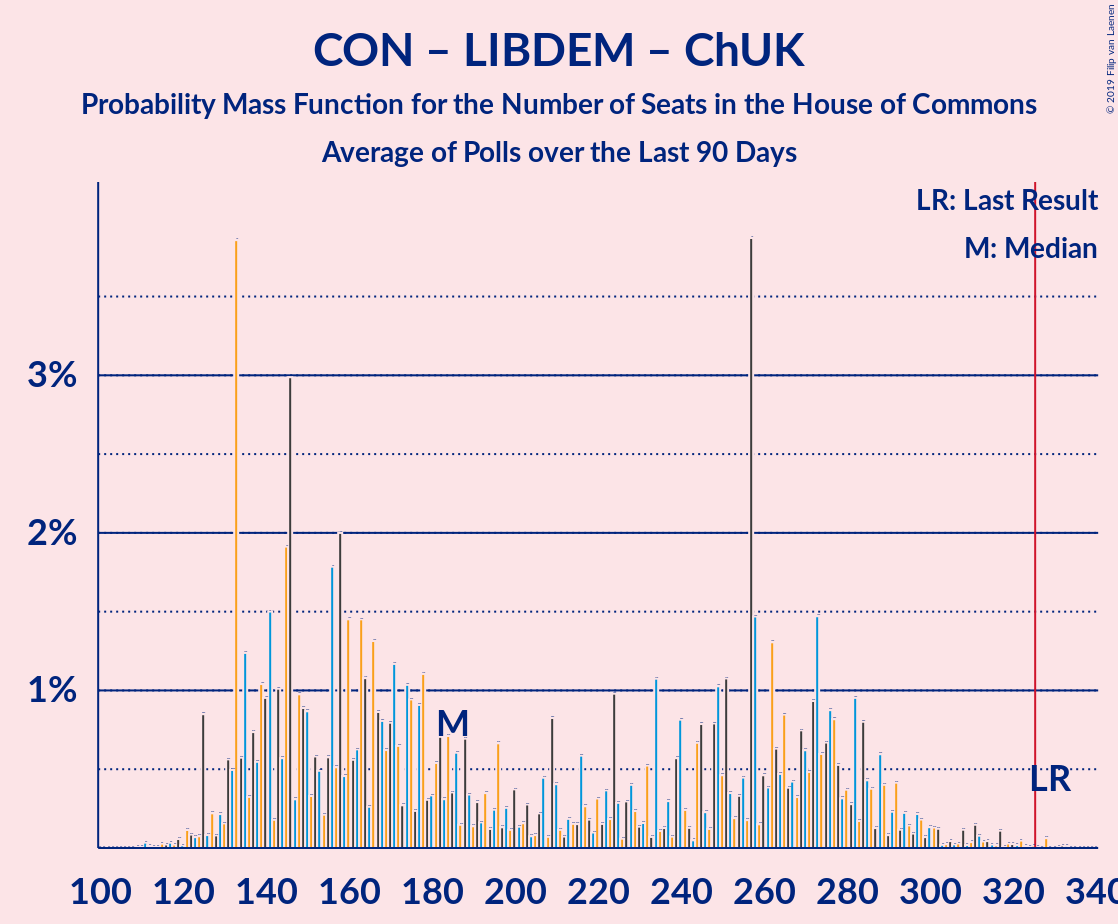 CON – LIBDEM – ChUK
Probability Mass Function for the Number of Seats in the House of Commons
Average of Polls over the Last 90 Days
© 2019 Filip van Laenen
LR: Last Result
M: Median
3%
2%
1%
M
LR
100 120 140 160 180 200 220 240 260 280 300 320 340